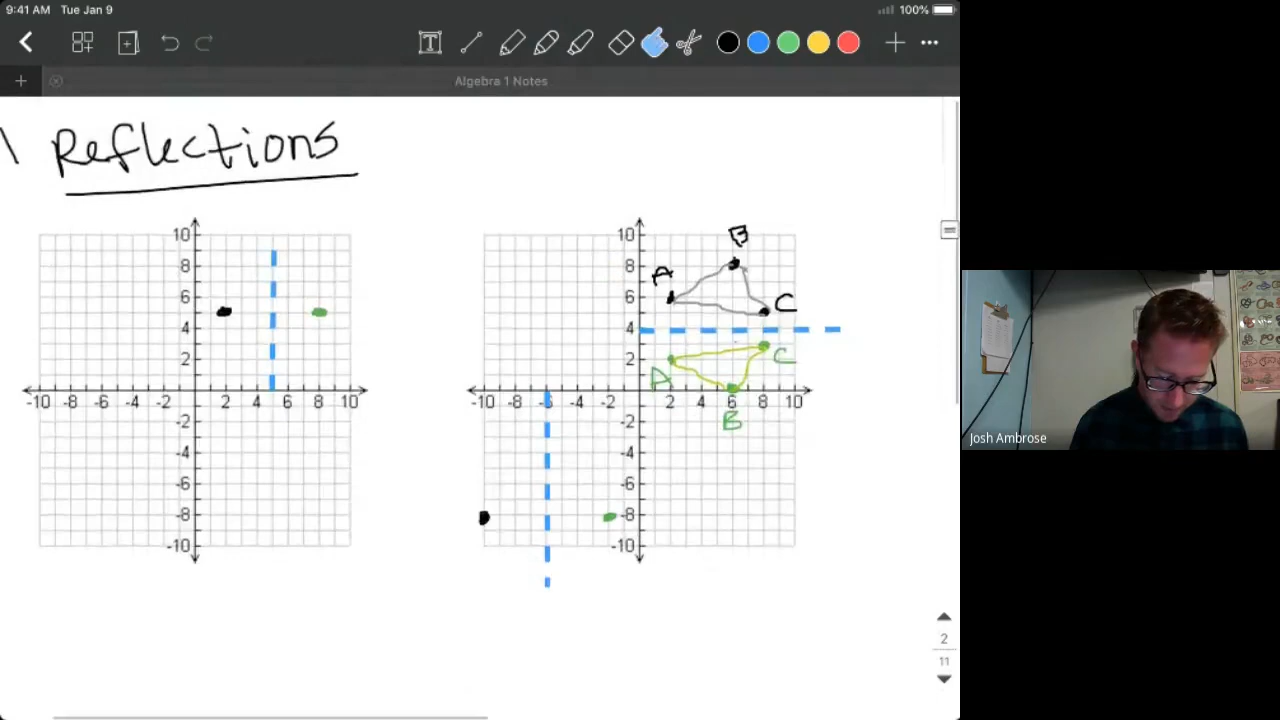 9:41 AM Tue Jan 9
100%
T
Algebra 1 Notes
Reflections
10
8
6
4
2
-10 -8 -6 -4 -2 2 4 6 8 10
-2
-4
-6
-8
-10
10
8
6
4
2
-10 -8 -6 -4 -2 2 4 6 8 10
-2
-4
-6
-8
-10
B
A
C
C
A
B
2
11
Josh Ambrose